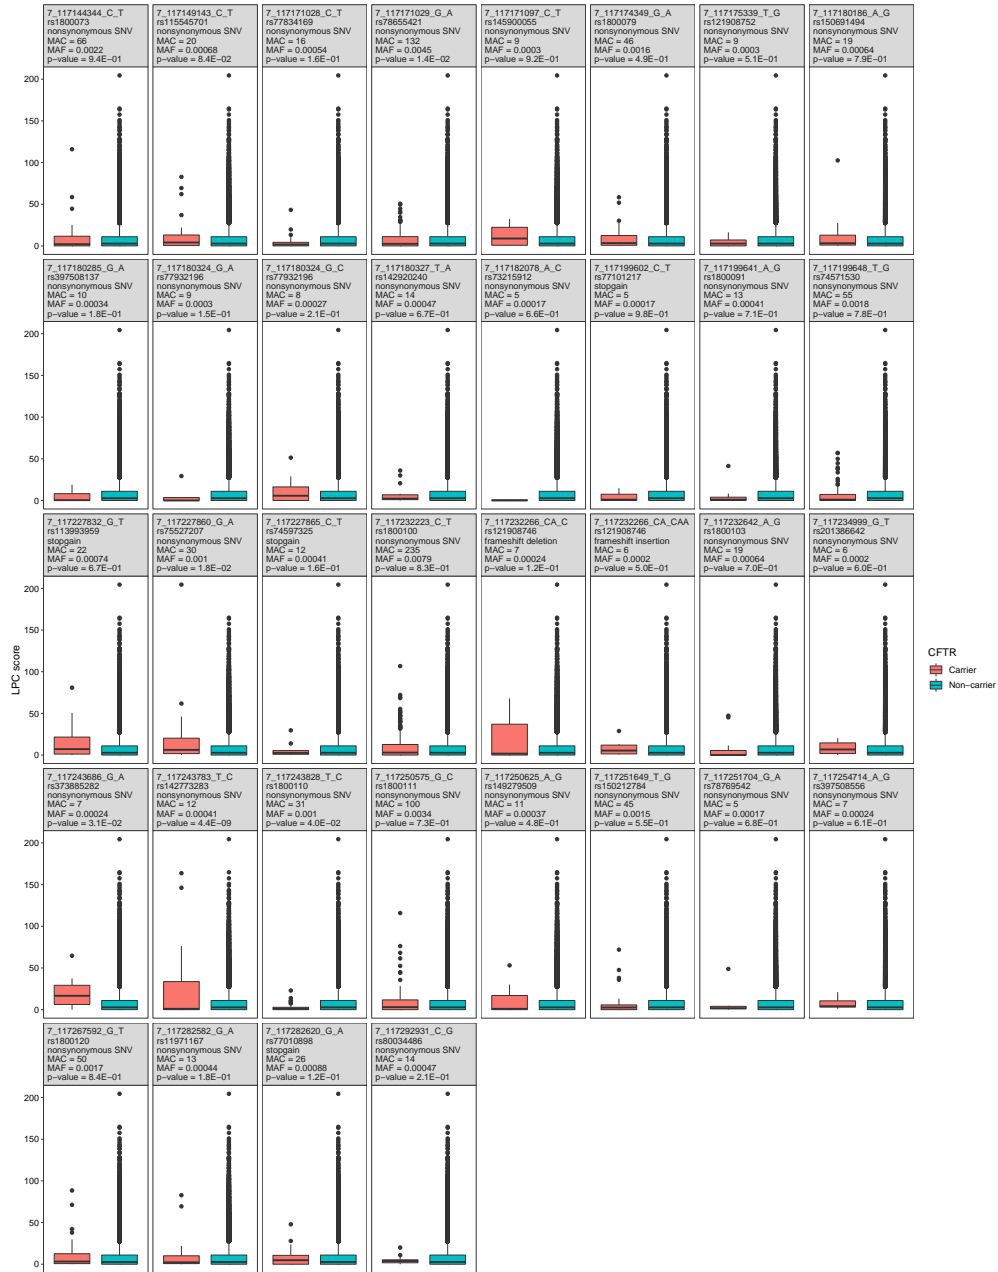 7_117144344_C_T
rs1800073
nonsynonymous SNV
MAC = 66
MAF = 0.0022
p−value = 9.4E−01
7_117149143_C_T
rs115545701
nonsynonymous SNV
MAC = 20
MAF = 0.00068
p−value = 8.4E−02
7_117171028_C_T
rs77834169
nonsynonymous SNV
MAC = 16
MAF = 0.00054
p−value = 1.6E−01
7_117171029_G_A
rs78655421
nonsynonymous SNV
MAC = 132
MAF = 0.0045
p−value = 1.4E−02
7_117171097_C_T
rs145900055
nonsynonymous SNV
MAC = 9
MAF = 0.0003
p−value = 9.2E−01
7_117174349_G_A
rs1800079
nonsynonymous SNV
MAC = 46
MAF = 0.0016
p−value = 4.9E−01
7_117175339_T_G
rs121908752
nonsynonymous SNV
MAC = 9
MAF = 0.0003
p−value = 5.1E−01
7_117180186_A_G
rs150691494
nonsynonymous SNV
MAC = 19
MAF = 0.00064
p−value = 7.9E−01
200
150
100
50
0
7_117180285_G_A
rs397508137
nonsynonymous SNV
MAC = 10
MAF = 0.00034
p−value = 1.8E−01
7_117180324_G_A
rs77932196
nonsynonymous SNV
MAC = 9
MAF = 0.0003
p−value = 1.5E−01
7_117180324_G_C
rs77932196
nonsynonymous SNV
MAC = 8
MAF = 0.00027
p−value = 2.1E−01
7_117180327_T_A
rs142920240
nonsynonymous SNV
MAC = 14
MAF = 0.00047
p−value = 6.7E−01
7_117182078_A_C
rs73215912
nonsynonymous SNV
MAC = 5
MAF = 0.00017
p−value = 6.6E−01
7_117199602_C_T
rs77101217
stopgain
MAC = 5
MAF = 0.00017
p−value = 9.8E−01
7_117199641_A_G
rs1800091
nonsynonymous SNV
MAC = 13
MAF = 0.00041
p−value = 7.1E−01
7_117199648_T_G
rs74571530
nonsynonymous SNV
MAC = 55
MAF = 0.0018
p−value = 7.8E−01
200
150
100
50
0
7_117227832_G_T
rs113993959
stopgain
MAC = 22
MAF = 0.00074
p−value = 6.7E−01
7_117227860_G_A
rs75527207
nonsynonymous SNV
MAC = 30
MAF = 0.001
p−value = 1.8E−02
7_117227865_C_T
rs74597325
stopgain
MAC = 12
MAF = 0.00041
p−value = 1.6E−01
7_117232223_C_T
rs1800100
nonsynonymous SNV
MAC = 235
MAF = 0.0079
p−value = 8.3E−01
7_117232266_CA_C
rs121908746
frameshift deletion
MAC = 7
MAF = 0.00024
p−value = 1.2E−01
7_117232266_CA_CAA
rs121908746
frameshift insertion
MAC = 6
MAF = 0.0002
p−value = 5.0E−01
7_117232642_A_G
rs1800103
nonsynonymous SNV
MAC = 19
MAF = 0.00064
p−value = 7.0E−01
7_117234999_G_T
rs201386642
nonsynonymous SNV
MAC = 6
MAF = 0.0002
p−value = 6.0E−01
200
150
100
50
0
LPC score
CFTR
Carrier
Non−carrier
7_117243686_G_A
rs373885282
nonsynonymous SNV
MAC = 7
MAF = 0.00024
p−value = 3.1E−02
7_117243783_T_C
rs142773283
nonsynonymous SNV
MAC = 12
MAF = 0.00041
p−value = 4.4E−09
7_117243828_T_C
rs1800110
nonsynonymous SNV
MAC = 31
MAF = 0.001
p−value = 4.0E−02
7_117250575_G_C
rs1800111
nonsynonymous SNV
MAC = 100
MAF = 0.0034
p−value = 7.3E−01
7_117250625_A_G
rs149279509
nonsynonymous SNV
MAC = 11
MAF = 0.00037
p−value = 4.8E−01
7_117251649_T_G
rs150212784
nonsynonymous SNV
MAC = 45
MAF = 0.0015
p−value = 5.5E−01
7_117251704_G_A
rs78769542
nonsynonymous SNV
MAC = 5
MAF = 0.00017
p−value = 6.8E−01
7_117254714_A_G
rs397508556
nonsynonymous SNV
MAC = 7
MAF = 0.00024
p−value = 6.1E−01
200
150
100
50
0
7_117267592_G_T
rs1800120
nonsynonymous SNV
MAC = 50
MAF = 0.0017
p−value = 8.4E−01
7_117282582_G_A
rs11971167
nonsynonymous SNV
MAC = 13
MAF = 0.00044
p−value = 1.8E−01
7_117282620_G_A
rs77010898
stopgain
MAC = 26
MAF = 0.00088
p−value = 1.2E−01
7_117292931_C_G
rs80034486
nonsynonymous SNV
MAC = 14
MAF = 0.00047
p−value = 2.1E−01
200
150
100
50
0